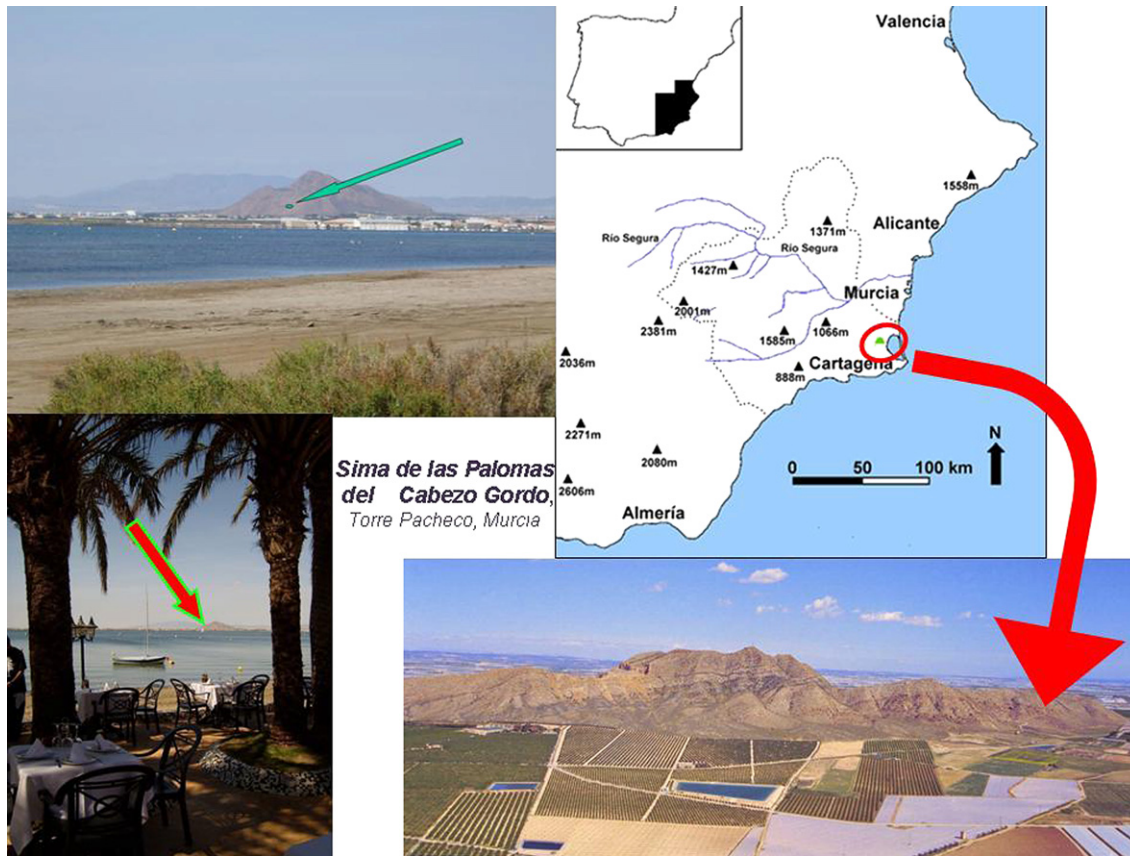 Valencia
1558m
Alicante
1371m
Río Segura
Río Segura
1427m
Murcia
2001m
2381m
1585m
1066m
2036m
Cartagena
888m
2271m
2080m
N
0 50 100 km
2606m
Almería
Sima de las Palomas
del Cabezo Gordo,
Torre Pacheco, Murcia